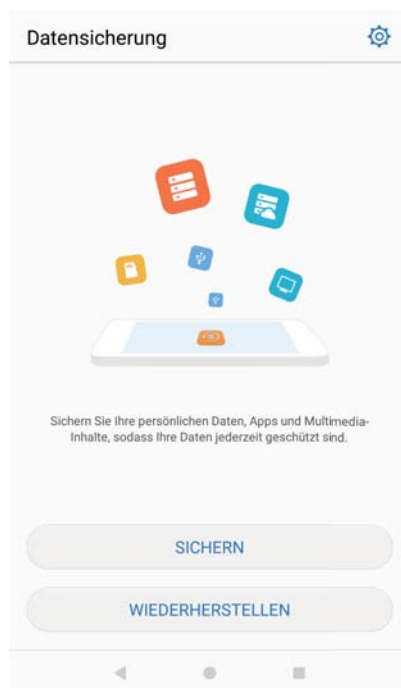 Datensicherung
Sichern Sie Ihre persönlichen Daten, Apps und Multimedia-
Inhalte, sodass Ihre Daten jederzeit geschützt sind.
SICHERN
WIEDERHERSTELLEN